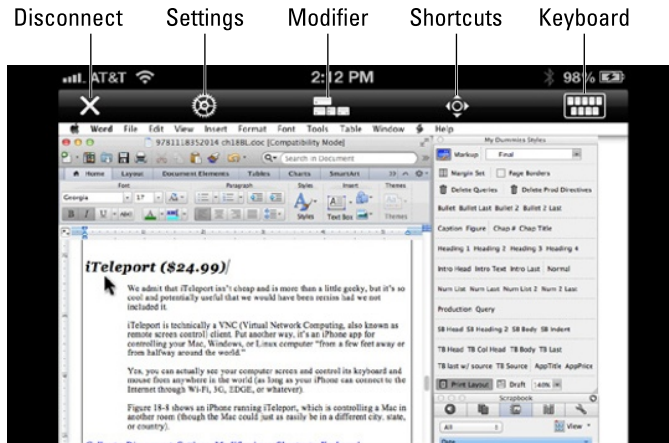 Disconnect Settings Modifier Shortcuts Keyboard
AT&T 2:12 PM 98%
Word File Edit View Insert Format Font Tools Table Window Help
9781118352014 ch18BL.doc [Compatibility Mode]
My Dummies Styles
Search in Document
Markup Final
Home Layout Document Elements Tables Charts SmartArt
Margin Set Page Borders
Font Paragraph Styles Insert Themes
Delete Queries Delete Prod Directives
Georgia 17
Bullet Bullet Last Bullet 2 Bullet 2 Last
B I U ABC Styles Text Box Themes
Caption Figure Chap # Chap Title
Heading 1 Heading 2 Heading 3 Heading 4
iTeleport ($24.99)
Intro Head Intro Text Intro Last Normal
We admit that iTeleport isn't cheap and is more than a little geeky, but it's so
cool and potentially useful that we would have been remiss had we not
included it.
Num List Num Last Num List 2 Num 2 Last
Production Query
iTeleport is technically a VNC (Virtual Network Computing, also known as
remote screen control) client. Put another way, it's an iPhone app for
controlling your Mac, Windows, or Linux computer "from a few feet away or
from halfway around the world."
SB Head SB Heading 2 SB Body SB Indent
TB Head TB Col Head TB Body TB Last
TB last w/ source TB Source AppTitle AppPrice
Yes, you can actually see your computer screen and control its keyboard and
mouse from anywhere in the world (as long as your iPhone can connect to the
Internet through Wi-Fi, 3G, EDGE, or whatever).
Print Layout Draft 140%
Scrapbook
Figure 18-8 shows an iPhone running iTeleport, which is controlling a Mac in
another room (though the Mac could just as easily be in a different city, state,
or country).
All View